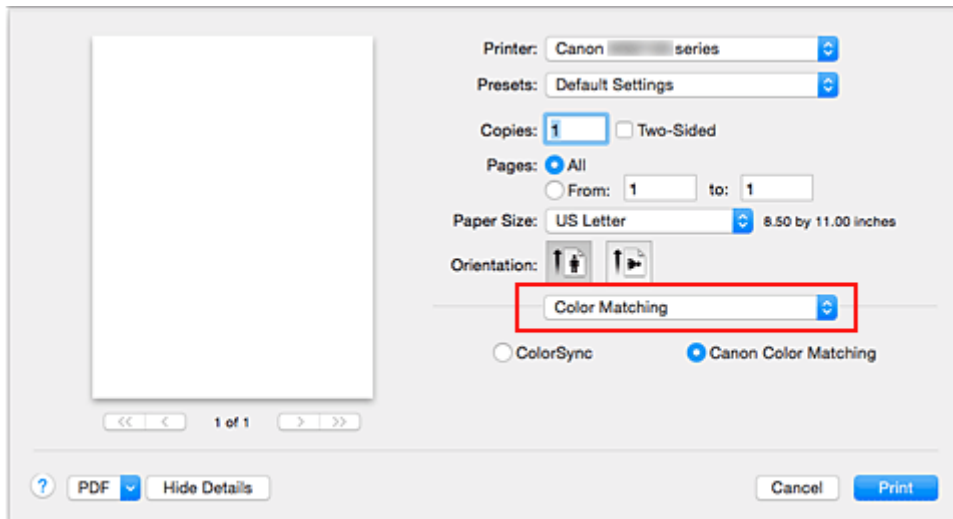 Printer: Canon series
Presets: Default Settings
Copies: 1 Two-Sided
Pages: All
From: 1 to: 1
Paper Size: US Letter 8.50 by 11.00 inches
Orientation:
Color Matching
ColorSync Canon Color Matching
<< < 1 of 1 > >>
? PDF Hide Details Cancel Print